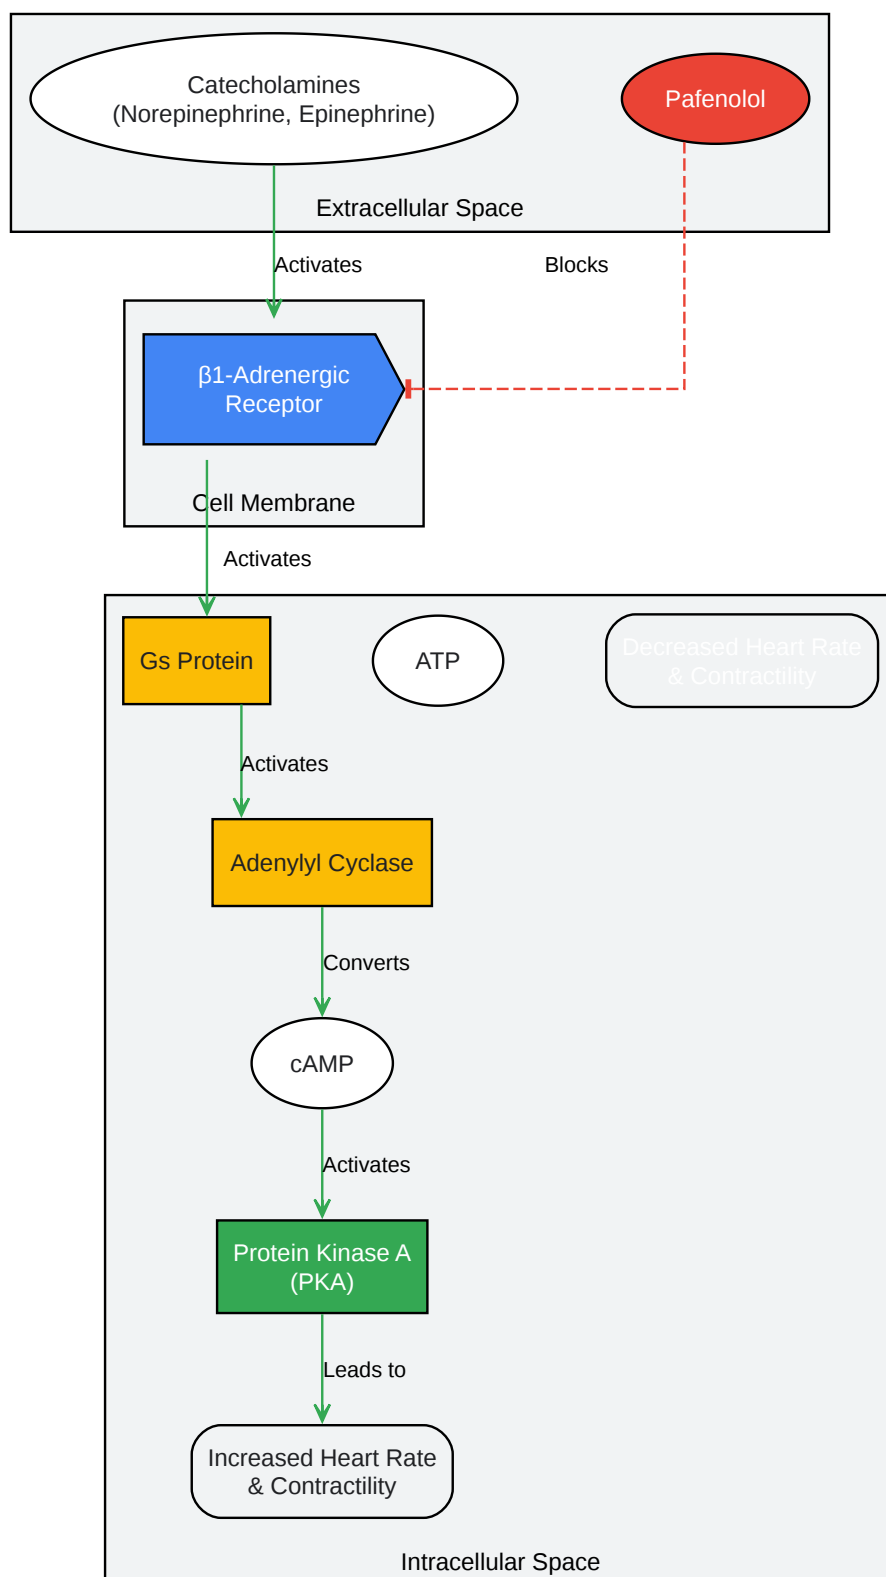 Catecholamines
(Norepinephrine, Epinephrine)
Pafenolol
Extracellular Space
Activates
Blocks
β1-Adrenergic
Receptor
Cell Membrane
Activates
Gs Protein
ATP
Decreased Heart Rate
& Contractility
Activates
Adenylyl Cyclase
Converts
cAMP
Activates
Protein Kinase A
(PKA)
Leads to
Increased Heart Rate
& Contractility
Intracellular Space